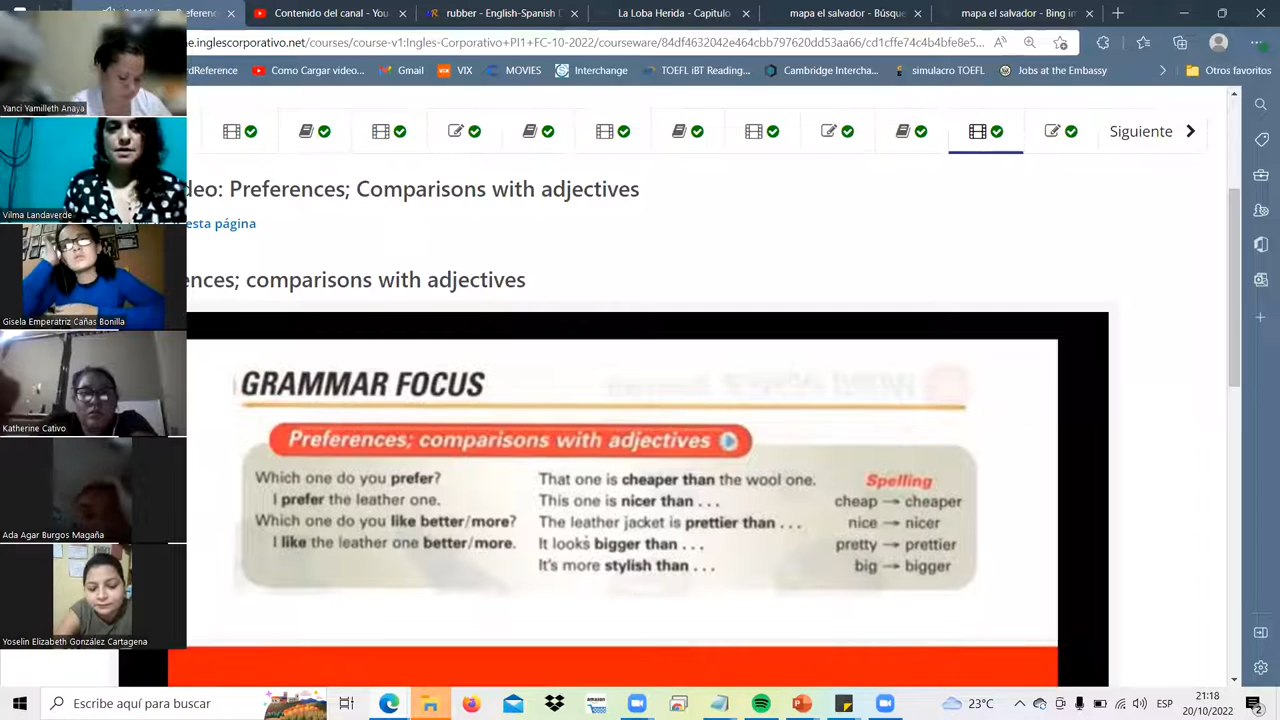 Contenido del canal - You
rubber - English-Spanish D
La Loba Herida - Capitulo
mapa el salvador - Búsque
mapa el salvador - Bing im
e.inglescorporativo.net/courses/course-v1:Ingles-Corporativo+PI1+FC-10-2022/courseware/84df4632042e464cbb797620dd53aa66/cd1cffe74c4b4bfe8e5...
rdReference
Como Cargar video...
Gmail
VIX
MOVIES
Interchange
TOEFL iBT Reading...
Cambridge Intercha...
simulacro TOEFL
Jobs at the Embassy
Otros favoritos
Siguiente
deo: Preferences; Comparisons with adjectives
esta página
ences; comparisons with adjectives
GRAMMAR FOCUS
Preferences; comparisons with adjectives
Which one do you prefer?
I prefer the leather one.
Which one do you like better/more?
I like the leather one better/more.
That one is cheaper than the wool one.
This one is nicer than . . .
The leather jacket is prettier than . . .
It looks bigger than . . .
It's more stylish than . . .
Spelling
cheap → cheaper
nice → nicer
pretty → prettier
big → bigger
Yanci Yamilleth Anaya
Vilma Landaverde
Gisela Emperatriz Cañas Bonilla
Katherine Cativo
Ada Agar Burgos Magaña
Yoselin Elizabeth González Cartagena
Escribe aquí para buscar
amazon
23°C
ESP
21:18
20/10/2022
2